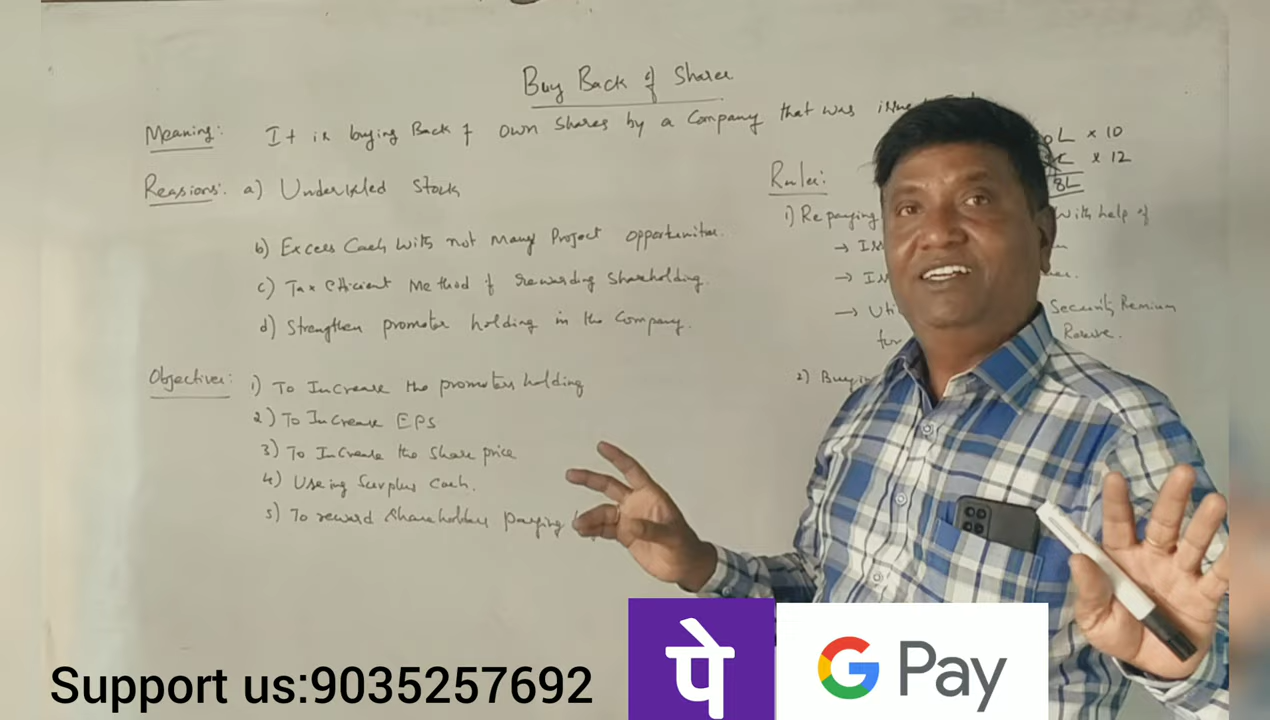 Buy Back of Shares
Meaning: It is buying Back of own shares by a Company that was
Reasions: a) Undervalued Stock
b) Excess Cash with not many Project opportunities.
c) Tax efficient Method of rewarding shareholding.
d) Strengthen promoter holding in the Company.
Objective:
1) To Increase the promoters holding
2) To Increase EPS
3) To Increase the Share price
4) Useing Surplus Cash.
5) To reward Shareholders paying
L × 10
× 12
8L
Rules:
1) Repaying
With help of
→
→
→
Security Premium
Reserve.
2)
पे
G Pay
Support us:9035257692